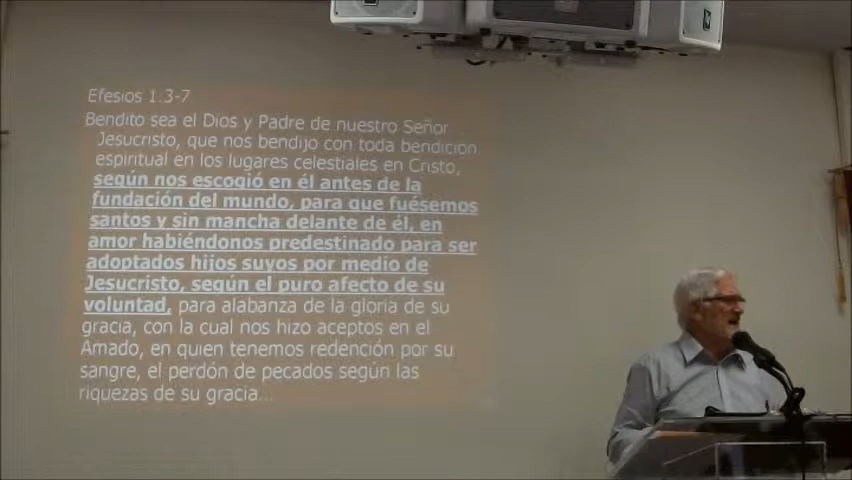 Efesios 1:3-7
Bendito sea el Dios y Padre de nuestro Señor
Jesucristo, que nos bendijo con toda bendicion
espiritual en los lugares celestiales en Cristo,
según nos escogió en él antes de la
fundación del mundo, para que fuésemos
santos y sin mancha delante de él, en
amor habiéndonos predestinado para ser
adoptados hijos suyos por medio de
Jesucristo, según el puro afecto de su
voluntad, para alabanza de la gloria de su
gracia, con la cual nos hizo aceptos en el
Amado, en quien tenemos redención por su
sangre, el perdón de pecados según las
riquezas de su gracia...